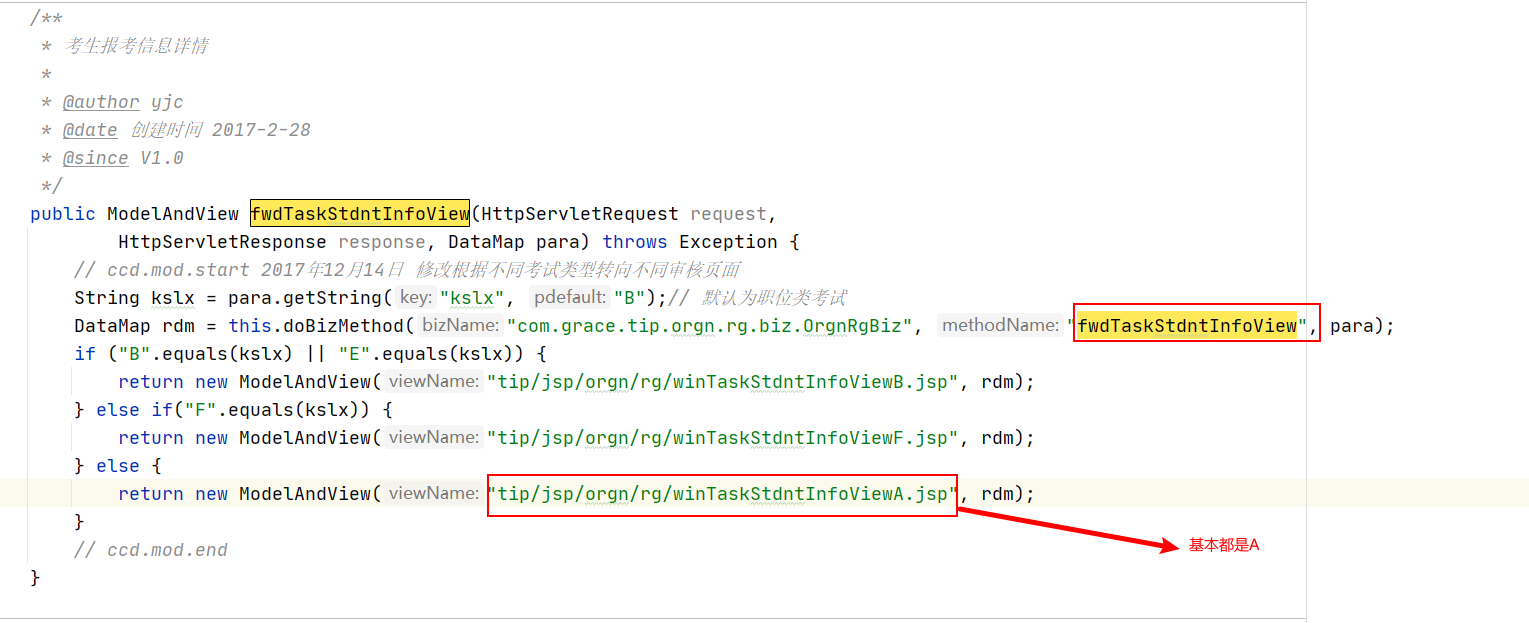 /**
* 考生报考信息详情
*
* @author yjc
* @date 创建时间 2017-2-28
* @since V1.0
*/
public ModelAndView fwdTaskStdntInfoView(HttpServletRequest request,
HttpServletResponse response, DataMap para) throws Exception {
// ccd.mod.start 2017年12月14日 修改根据不同考试类型转向不同审核页面
String kslx = para.getString( key: "kslx", pdefault: "B");// 默认为职位类考试
DataMap rdm = this.doBizMethod( bizName: "com.grace.tip.orgn.rg.biz.OrgnRgBiz", methodName: "fwdTaskStdntInfoView", para);
if ("B".equals(kslx) || "E".equals(kslx)) {
return new ModelAndView( viewName: "tip/jsp/orgn/rg/winTaskStdntInfoViewB.jsp", rdm);
} else if("F".equals(kslx)) {
return new ModelAndView( viewName: "tip/jsp/orgn/rg/winTaskStdntInfoViewF.jsp", rdm);
} else {
return new ModelAndView( viewName: "tip/jsp/orgn/rg/winTaskStdntInfoViewA.jsp", rdm);
}
基本都是A
// ccd.mod.end
}